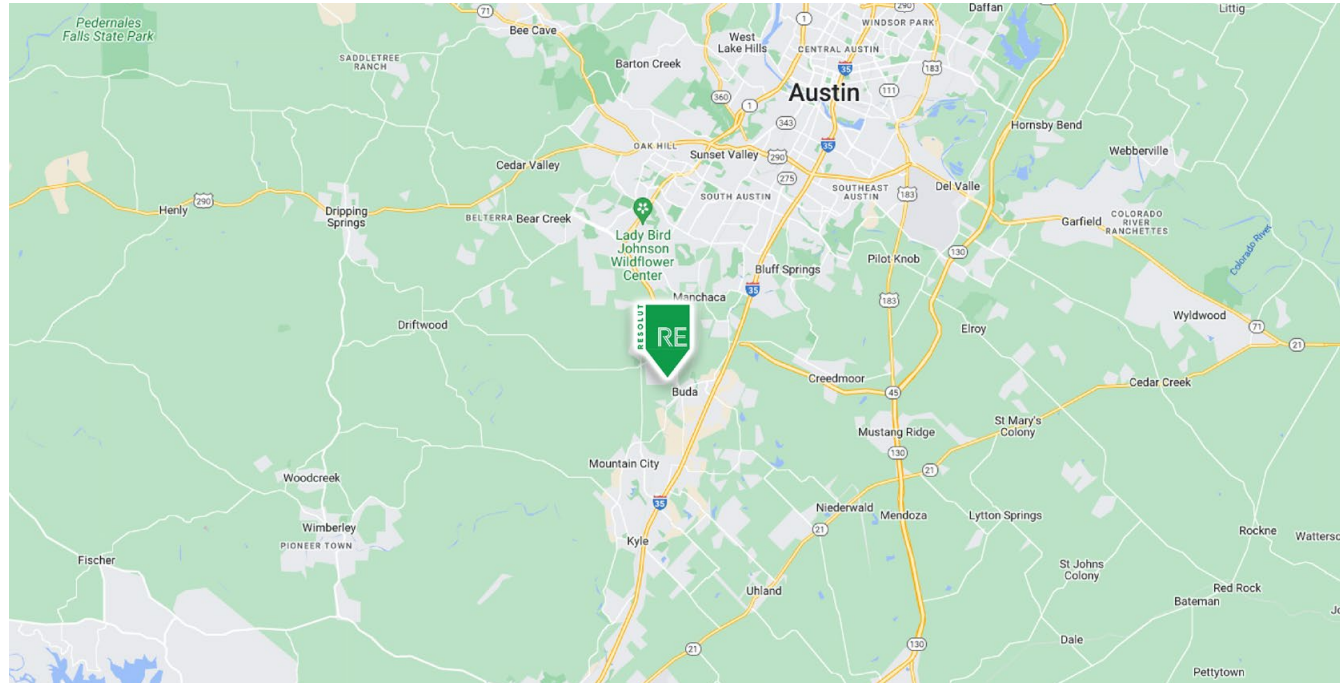 Pedernales
Falls State Park
71
Bee Cave
SADDLETREE
RANCH
West
Lake Hills
1
290
WINDSOR PARK
Daffan
Littig
CENTRAL AUSTIN
Barton Creek
35
183
360
1
Austin
111
343
Hornsby Bend
35
OAK HILL
Sunset Valley
290
Webberville
Cedar Valley
275
SOUTH AUSTIN
SOUTHEAST
AUSTIN
183
Del Valle
Henly
290
Dripping
Springs
BELTERRA
Bear Creek
Garfield
COLORADO
RIVER
RANCHETTES
Lady Bird
Johnson
Wildflower
Center
130
Colorado River
Bluff Springs
Pilot Knob
35
Manchaca
183
RESOLUT
RE
Driftwood
Elroy
Wyldwood
71
21
Creedmoor
Cedar Creek
Buda
45
St Mary's
Colony
Mustang Ridge
130
Mountain City
21
Woodcreek
35
Niederwald
Mendoza
Lytton Springs
Wimberley
PIONEER TOWN
21
Rockne
Kyle
Fischer
St Johns
Colony
Uhland
Red Rock
Bateman
21
130
Dale
Pettytown